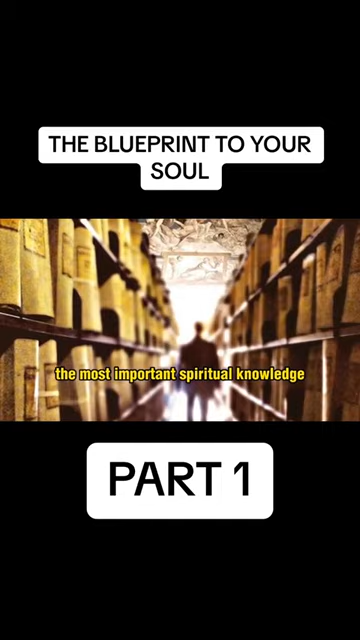 THE BLUEPRINT TO YOUR
SOUL
the most important spiritual knowledge
PART 1